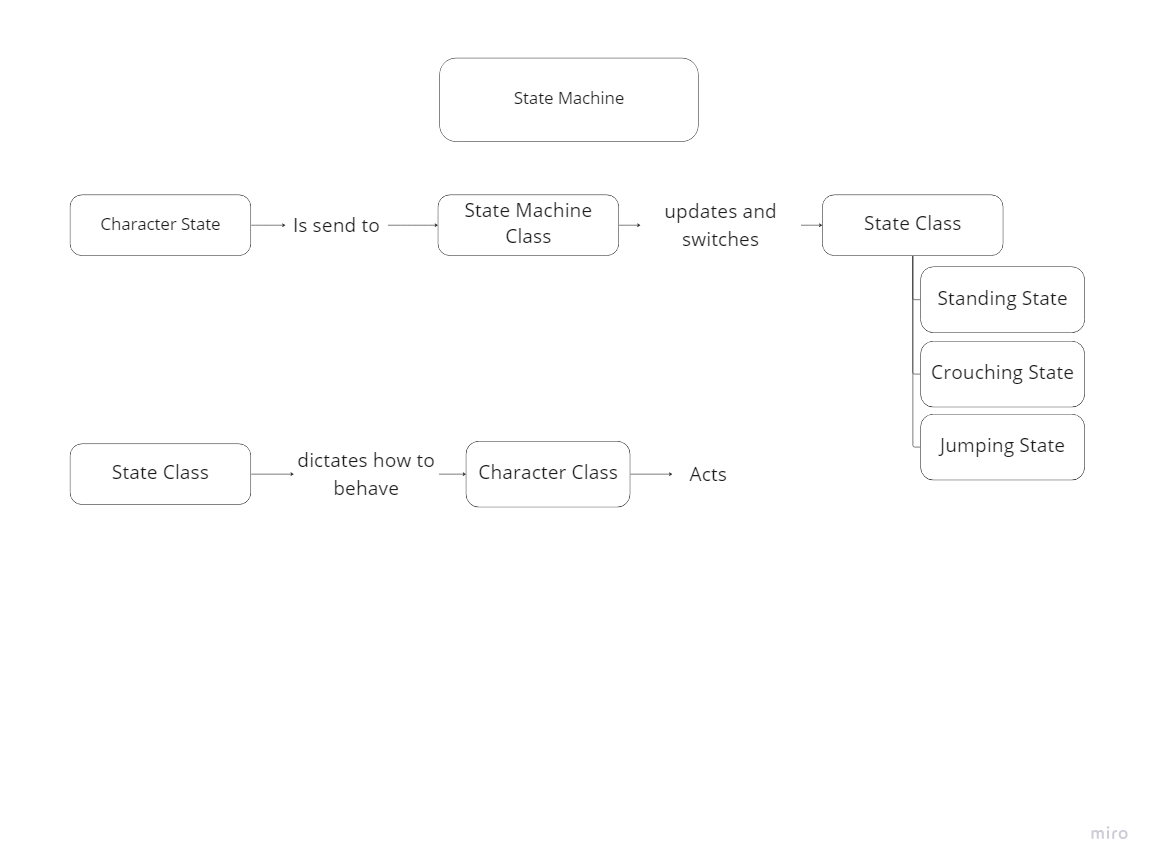 State Machine
Character State
Is send to
State Machine
Class
updates and
switches
State Class
Standing State
Crouching State
Jumping State
State Class
dictates how to
behave
Character Class
Acts
miro